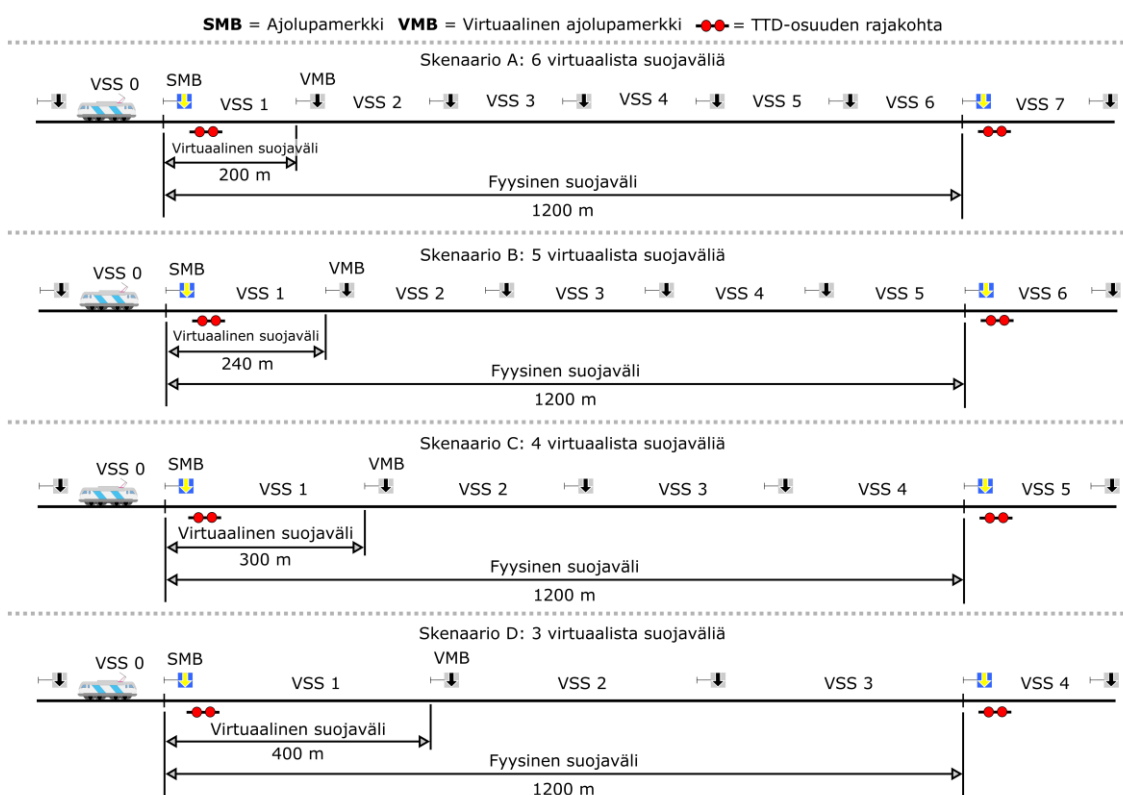 SMB = Ajolupamerkki VMB = Virtuaalinen ajolupamerkki = TTD-osuuden rajakohta
Skenaario A: 6 virtuaalista suojaväliä
VSS 0 SMB VSS 1 VMB VSS 2 VSS 3 VSS 4 VSS 5 VSS 6 VSS 7
Virtuaalinen suojaväli
200 m
Fyysinen suojaväli
1200 m
Skenaario B: 5 virtuaalista suojaväliä
VSS 0 SMB VSS 1 VMB VSS 2 VSS 3 VSS 4 VSS 5 VSS 6
Virtuaalinen suojaväli
240 m
Fyysinen suojaväli
1200 m
Skenaario C: 4 virtuaalista suojaväliä
VSS 0 SMB VSS 1 VMB VSS 2 VSS 3 VSS 4 VSS 5
Virtuaalinen suojaväli
300 m
Fyysinen suojaväli
1200 m
Skenaario D: 3 virtuaalista suojaväliä
VSS 0 SMB VSS 1 VMB VSS 2 VSS 3 VSS 4
Virtuaalinen suojaväli
400 m
Fyysinen suojaväli
1200 m